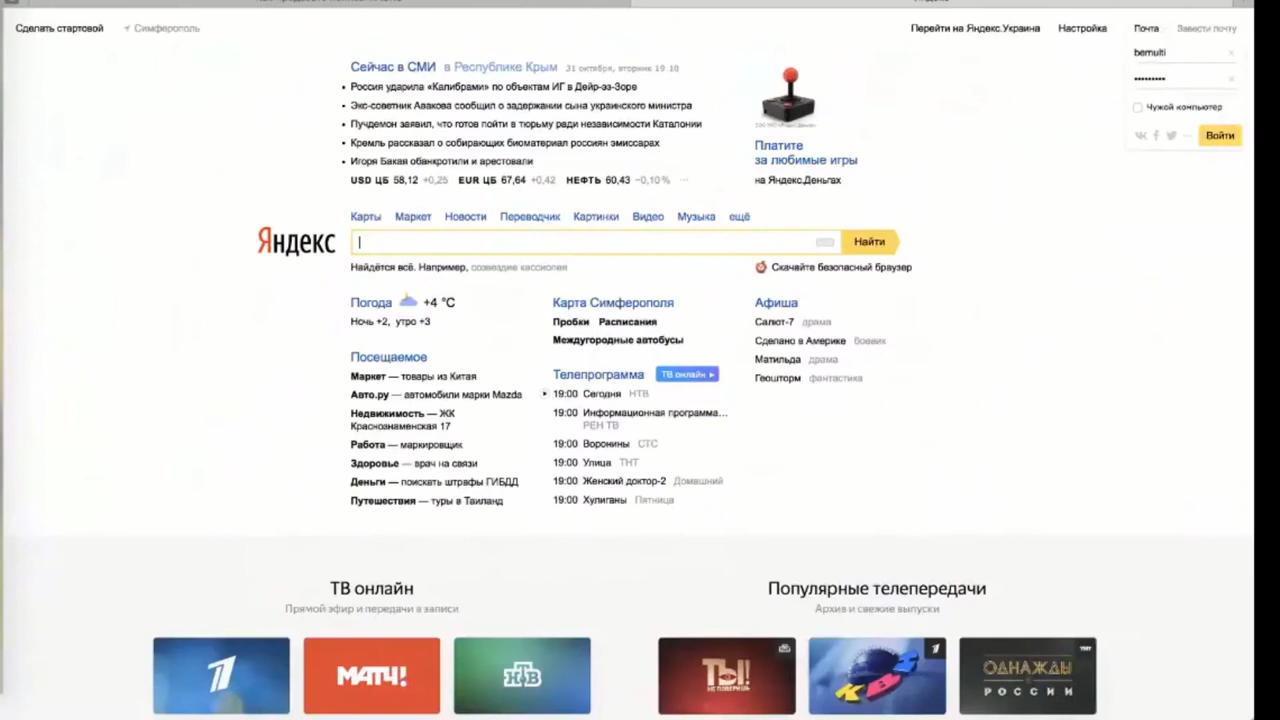 Сделать стартовой
Симферополь
Перейти на Яндекс.Украина
Настройка
Почта
Завести почту
bemulti
Чужой компьютер
Войти
Сейчас в СМИ в Республике Крым 31 октября, вторник 19 10
Россия ударила «Калибрами» по объектам ИГ в Дейр-эз-Зоре
Экс-советник Авакова сообщил о задержании сына украинского министра
Пучдемон заявил, что готов пойти в тюрьму ради независимости Каталонии
Кремль рассказал о собирающих биоматериал россиян эмиссарах
Игоря Бакая обанкротили и арестовали
USD ЦБ 58,12 +0,25 EUR ЦБ 67,64 +0,42 НЕФТЬ 60,43 −0,10% ...
Платите
за любимые игры
на Яндекс.Деньгах
Карты Маркет Новости Переводчик Картинки Видео Музыка ещё
Яндекс
Найти
Найдётся всё. Например, созвездие кассиопея
Скачайте безопасный браузер
Погода +4 °C
Ночь +2, утро +3
Посещаемое
Маркет — товары из Китая
Авто.ру — автомобили марки Mazda
Недвижимость — ЖК
Краснознаменская 17
Работа — маркировщик
Здоровье — врач на связи
Деньги — поискать штрафы ГИБДД
Путешествия — туры в Таиланд
Карта Симферополя
Пробки Расписания
Междугородные автобусы
Телепрограмма ТВ онлайн
19:00 Сегодня НТВ
19:00 Информационная программа...
РЕН ТВ
19:00 Воронины СТС
19:00 Улица ТНТ
19:00 Женский доктор-2 Домашний
19:00 Хулиганы Пятница
Афиша
Салют-7 драма
Сделано в Америке боевик
Матильда драма
Геошторм фантастика
ТВ онлайн
Прямой эфир и передачи в записи
Популярные телепередачи
Архив и свежие выпуски
1
МАТЧ!
НТВ
ТЫ!
НЕ ПОВЕРИШЬ
КВН
ОДНАЖДЫ
В
РОССИИ
ТНТ